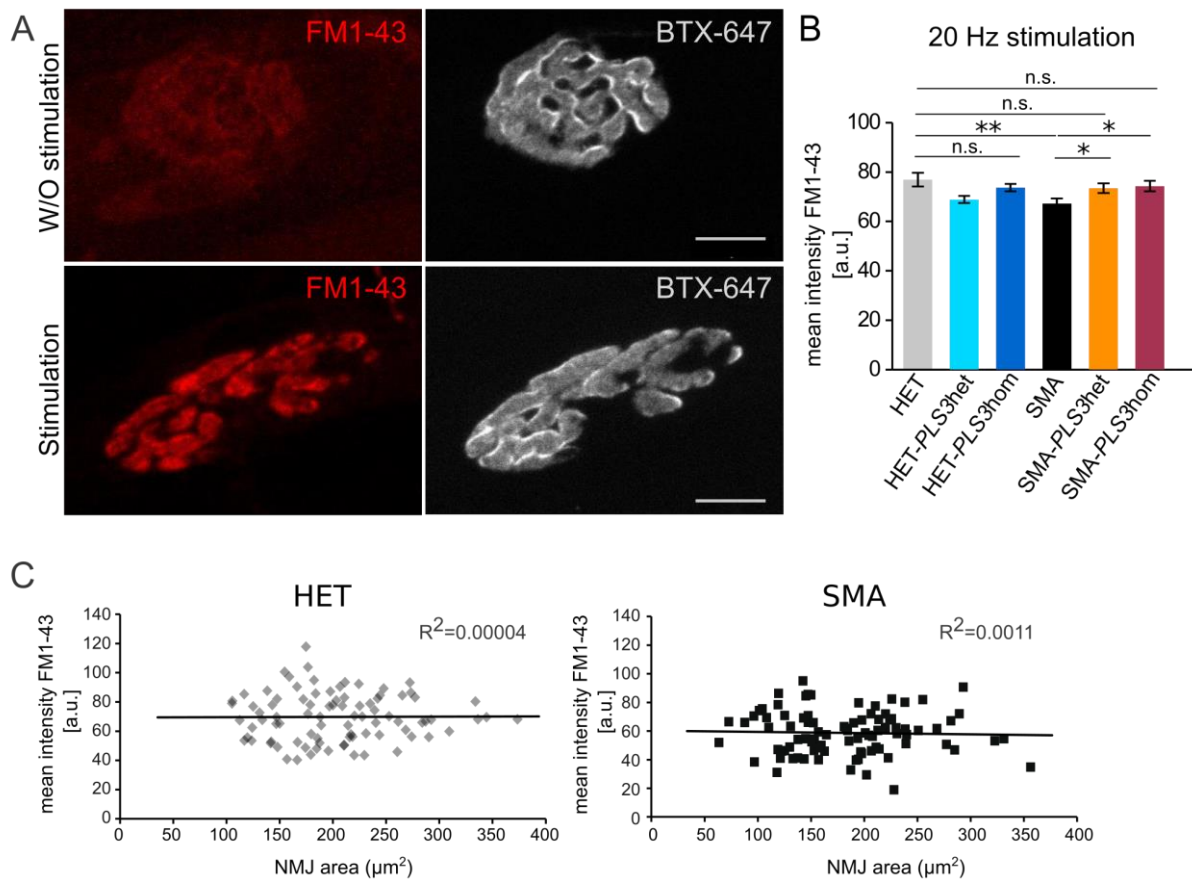 A
FM1-43
BTX-647
W/O stimulation
FM1-43
BTX-647
Stimulation
B
20 Hz stimulation
n.s.
n.s.
** *
n.s. *
mean intensity FM1-43
[a.u.]
100
80
60
40
20
0
HET
HET-PLS3het
HET-PLS3hom
SMA
SMA-PLS3het
SMA-PLS3hom
C
HET
R²=0.00004
mean intensity FM1-43
[a.u.]
140
120
100
80
60
40
20
0
0 50 100 150 200 250 300 350 400
NMJ area (µm²)
SMA
R²=0.0011
mean intensity FM1-43
[a.u.]
140
120
100
80
60
40
20
0
0 50 100 150 200 250 300 350 400
NMJ area (µm²)